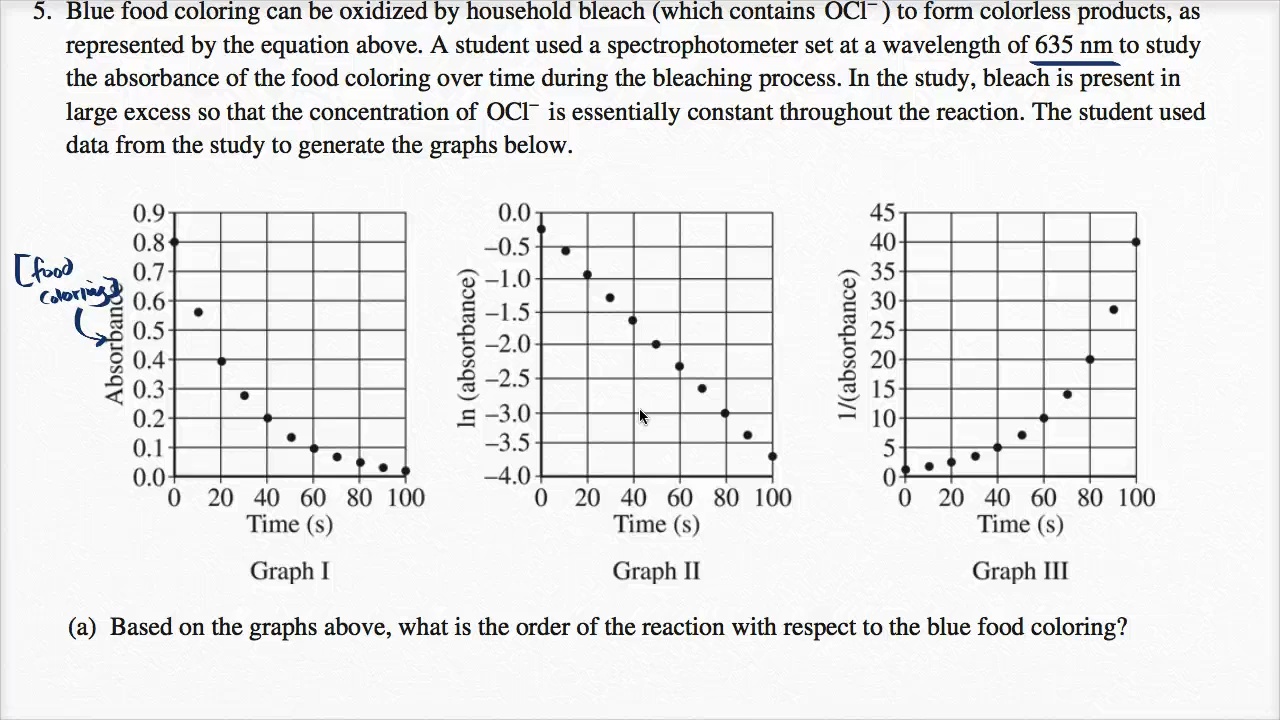 5. Blue food coloring can be oxidized by household bleach (which contains OCl⁻) to form colorless products, as
represented by the equation above. A student used a spectrophotometer set at a wavelength of 635 nm to study
the absorbance of the food coloring over time during the bleaching process. In the study, bleach is present in
large excess so that the concentration of OCl⁻ is essentially constant throughout the reaction. The student used
data from the study to generate the graphs below.
[food
coloring]
Absorbance
0.9
0.8
0.7
0.6
0.5
0.4
0.3
0.2
0.1
0.0
0 20 40 60 80 100
Time (s)
Graph I
ln (absorbance)
0.0
−0.5
−1.0
−1.5
−2.0
−2.5
−3.0
−3.5
−4.0
0 20 40 60 80 100
Time (s)
Graph II
1/(absorbance)
45
40
35
30
25
20
15
10
5
0
0 20 40 60 80 100
Time (s)
Graph III
(a) Based on the graphs above, what is the order of the reaction with respect to the blue food coloring?